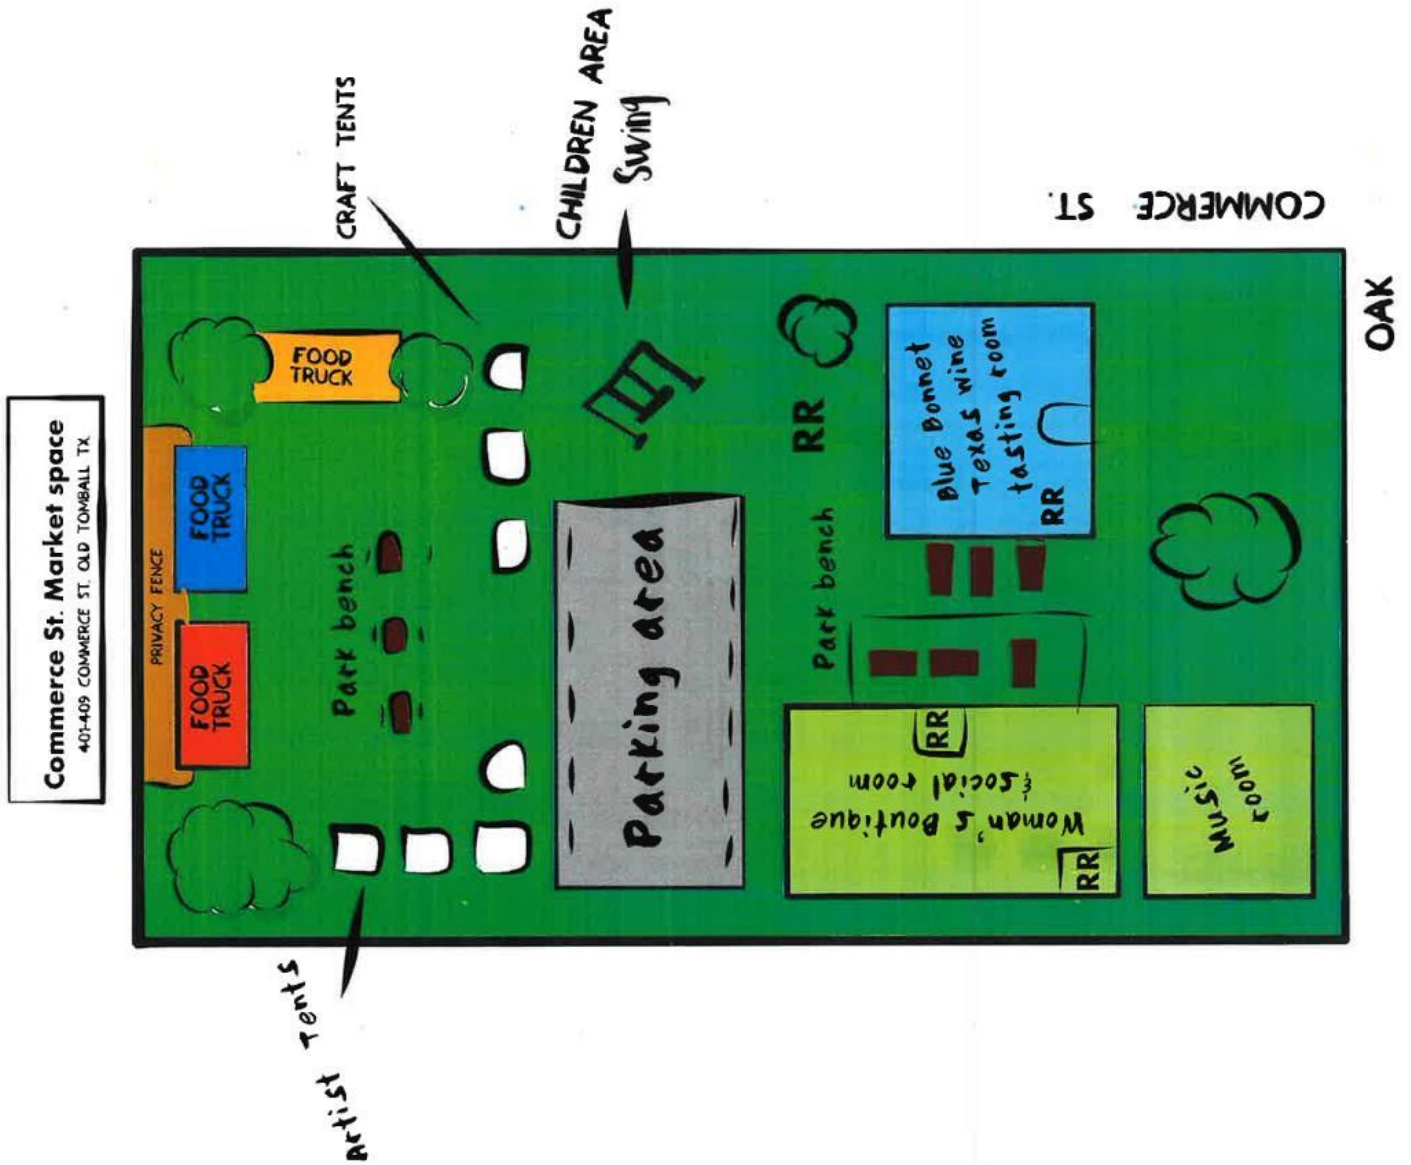 Commerce St. Market space
401-409 COMMERCE ST. OLD TOMBALL TX
PRIVACY FENCE
FOOD
TRUCK
FOOD
TRUCK
FOOD
TRUCK
CRAFT TENTS
Park bench
Artist Tents
CHILDREN AREA
Swing
Parking area
RR
Park bench
Blue Bonnet
Texas wine
tasting room
RR
RR
Woman's Boutique
& social room
RR
Music
room
COMMERCE ST.
OAK